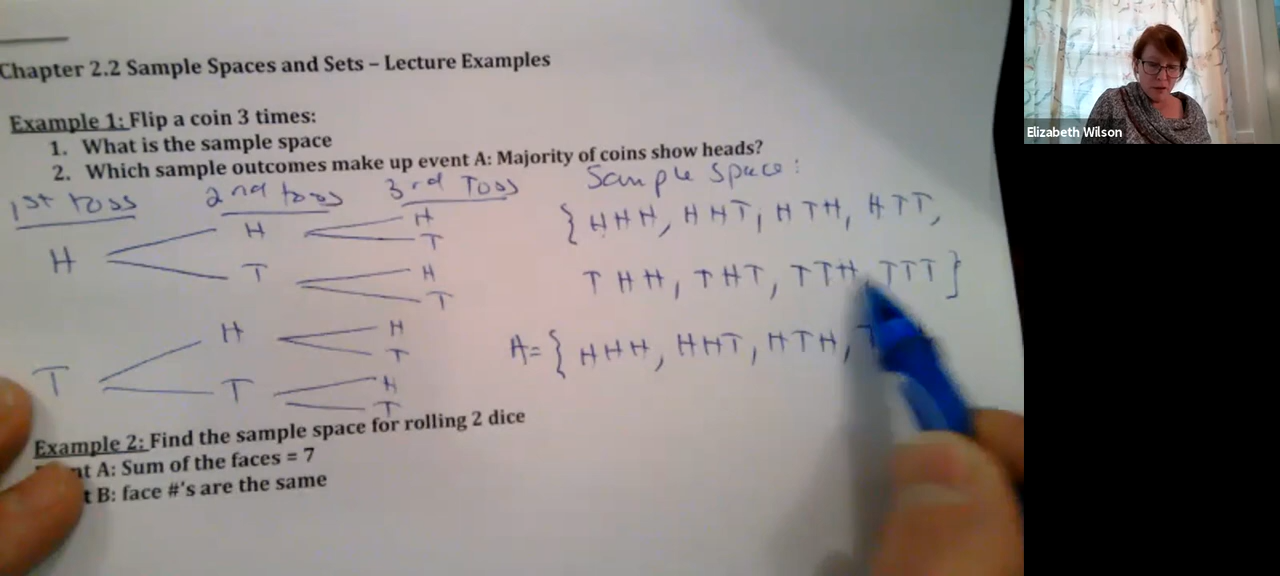 Chapter 2.2 Sample Spaces and Sets – Lecture Examples
Example 1: Flip a coin 3 times:
1. What is the sample space
2. Which sample outcomes make up event A: Majority of coins show heads?
1st toss 2nd toss 3rd Toss
H H H
T
T H
T
T H H
T
T H
T
Sample Space:
{ HHH, HHT, HTH, HTT,
THH, THT, TTH, TTT }
A= { HHH, HHT, HTH, T
Example 2: Find the sample space for rolling 2 dice
nt A: Sum of the faces = 7
t B: face #'s are the same
Elizabeth Wilson